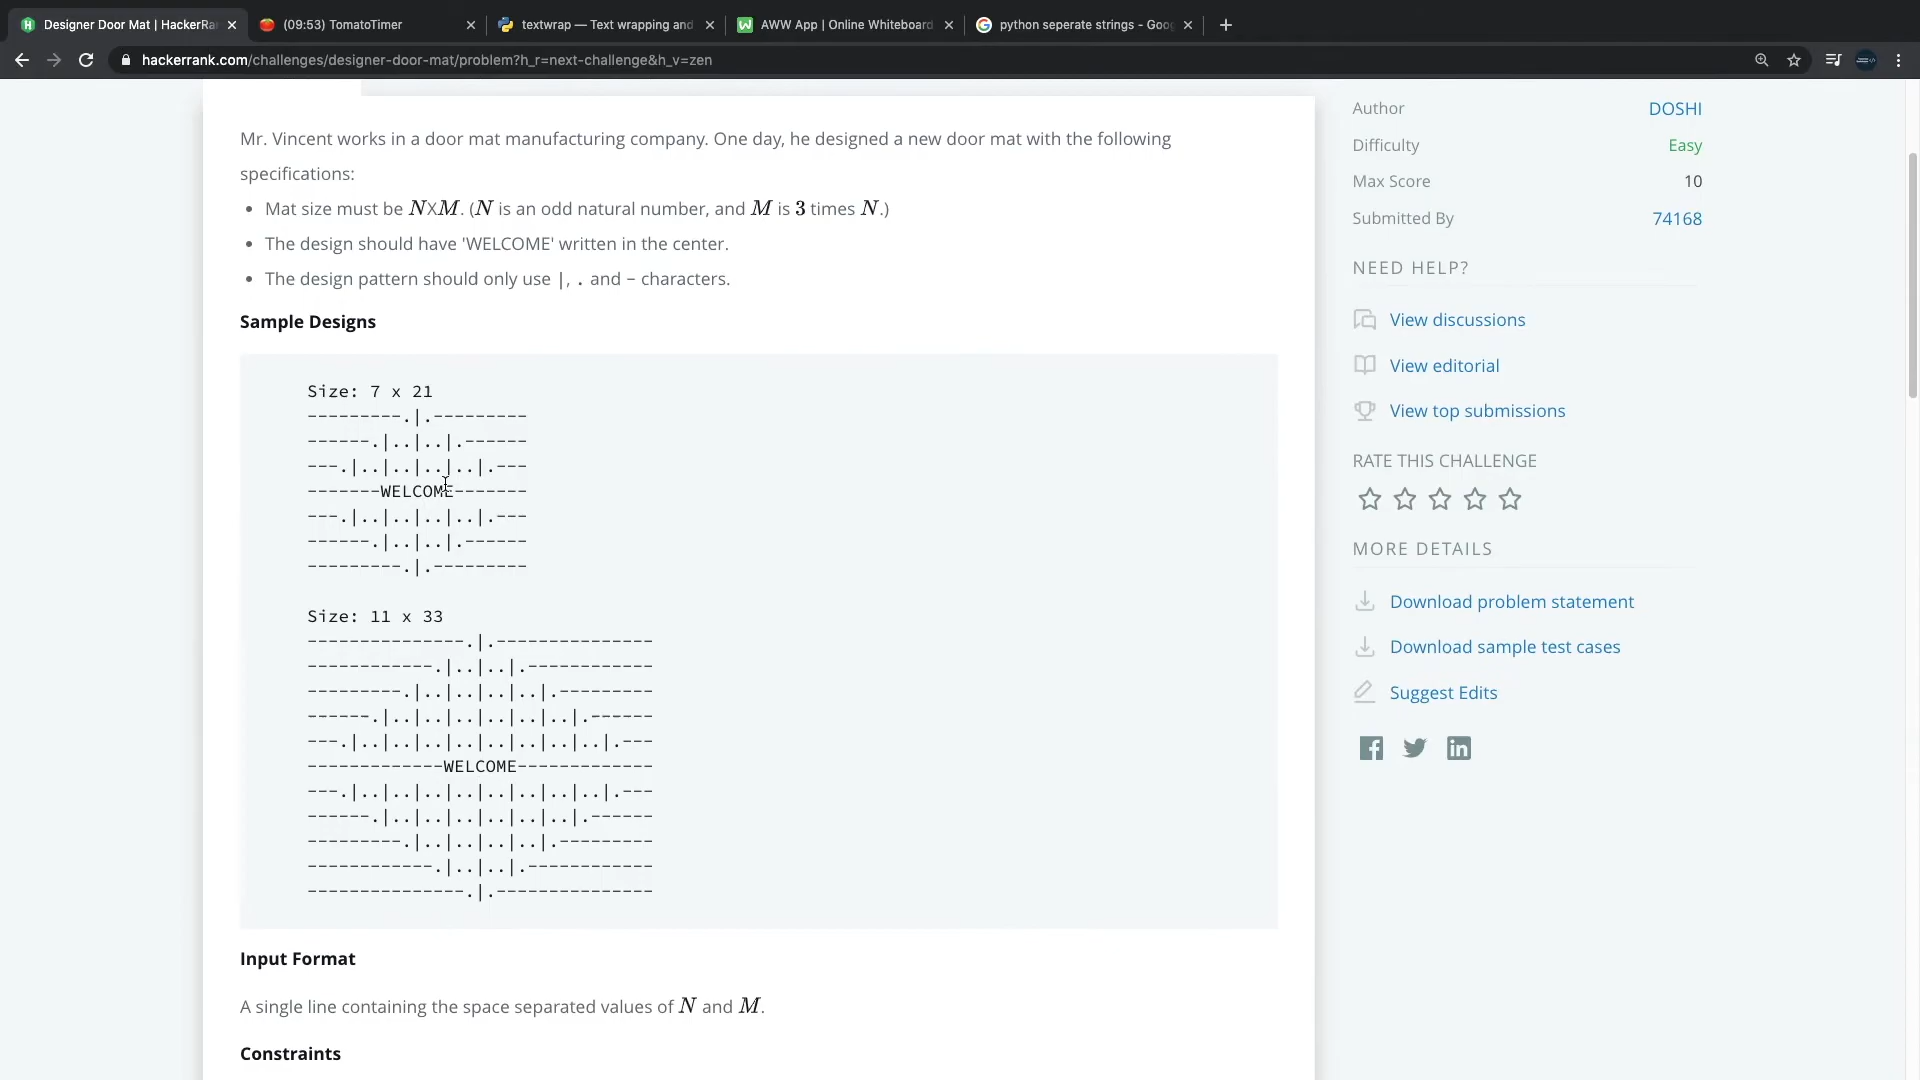 Designer Door Mat | HackerRa
(09:53) TomatoTimer
textwrap — Text wrapping and
AWW App | Online Whiteboard
python seperate strings - Goog
hackerrank.com/challenges/designer-door-mat/problem?h_r=next-challenge&h_v=zen
Mr. Vincent works in a door mat manufacturing company. One day, he designed a new door mat with the following
specifications:
• Mat size must be NXM. (N is an odd natural number, and M is 3 times N.)
• The design should have 'WELCOME' written in the center.
• The design pattern should only use |, . and - characters.
Sample Designs
Size: 7 x 21
---------.|.---------
------.|..|..|.------
---.|..|..|..|..|.---
-------WELCOME-------
---.|..|..|..|..|.---
------.|..|..|.------
---------.|.---------
Size: 11 x 33
---------------.|.---------------
------------.|..|..|.------------
---------.|..|..|..|..|.---------
------.|..|..|..|..|..|..|.------
---.|..|..|..|..|..|..|..|..|.---
-------------WELCOME-------------
---.|..|..|..|..|..|..|..|..|.---
------.|..|..|..|..|..|..|.------
---------.|..|..|..|..|.---------
------------.|..|..|.------------
---------------.|.---------------
Input Format
A single line containing the space separated values of N and M.
Constraints
Author DOSHI
Difficulty Easy
Max Score 10
Submitted By 74168
NEED HELP?
View discussions
View editorial
View top submissions
RATE THIS CHALLENGE
MORE DETAILS
Download problem statement
Download sample test cases
Suggest Edits